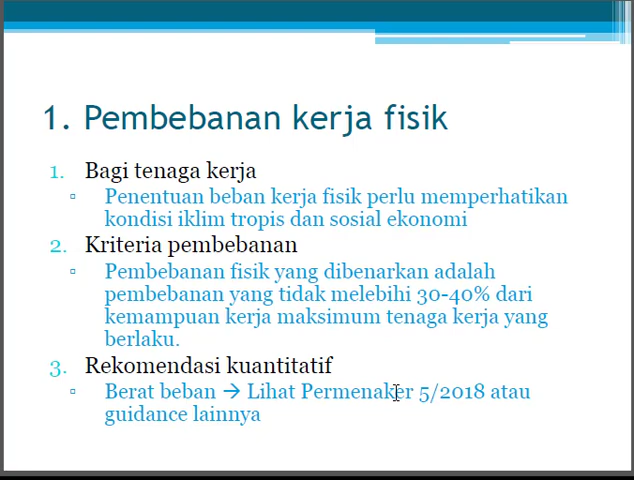 1. Pembebanan kerja fisik
1. Bagi tenaga kerja
Penentuan beban kerja fisik perlu memperhatikan
kondisi iklim tropis dan sosial ekonomi
2. Kriteria pembebanan
Pembebanan fisik yang dibenarkan adalah
pembebanan yang tidak melebihi 30-40% dari
kemampuan kerja maksimum tenaga kerja yang
berlaku.
3. Rekomendasi kuantitatif
Berat beban → Lihat Permenaker 5/2018 atau
guidance lainnya